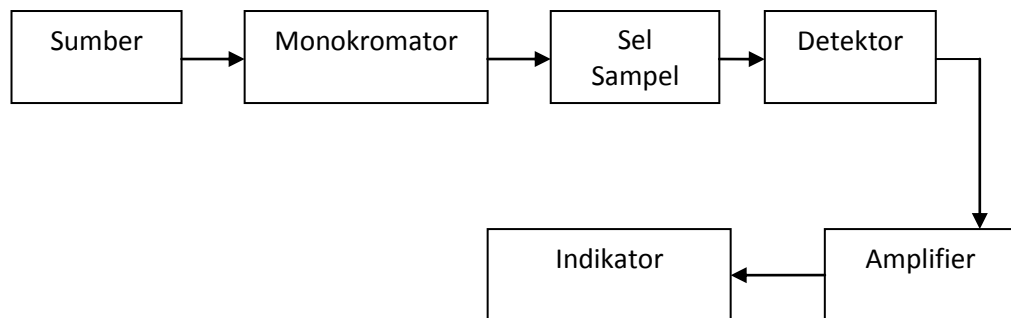 Sumber
Monokromator
Sel
Sampel
Detektor
Amplifier
Indikator